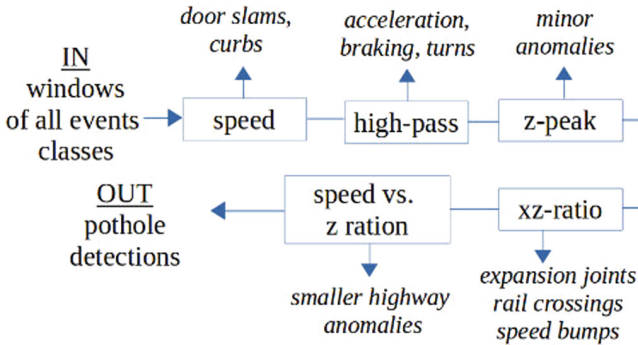 door slams,
curbs
acceleration,
braking, turns
minor
anomalies
IN
windows
of all events
classes
speed
high-pass
z-peak
OUT
pothole
detections
speed vs.
z ration
xz-ratio
smaller highway
anomalies
expansion joints
rail crossings
speed bumps